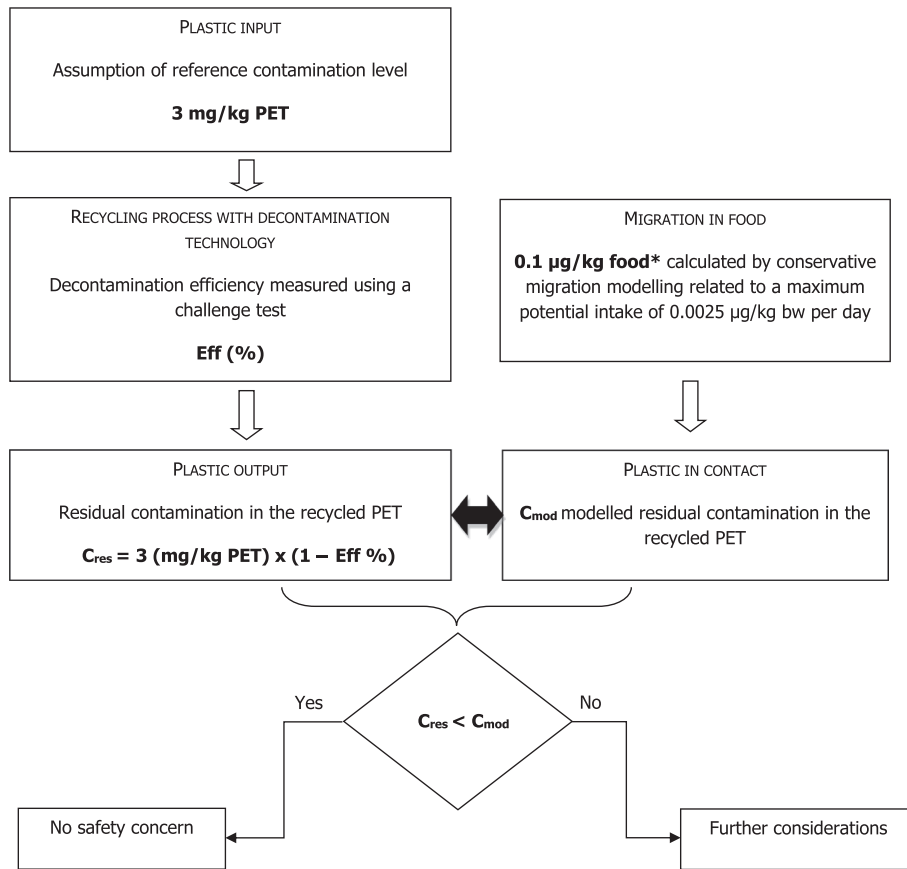 PLASTIC INPUT
Assumption of reference contamination level
3 mg/kg PET
RECYCLING PROCESS WITH DECONTAMINATION
TECHNOLOGY
Decontamination efficiency measured using a
challenge test
Eff (%)
MIGRATION IN FOOD
0.1 µg/kg food* calculated by conservative
migration modelling related to a maximum
potential intake of 0.0025 µg/kg bw per day
PLASTIC OUTPUT
Residual contamination in the recycled PET
Cres = 3 (mg/kg PET) x (1 – Eff %)
PLASTIC IN CONTACT
Cmod modelled residual contamination in the
recycled PET
Yes
No
Cres < Cmod
No safety concern
Further considerations